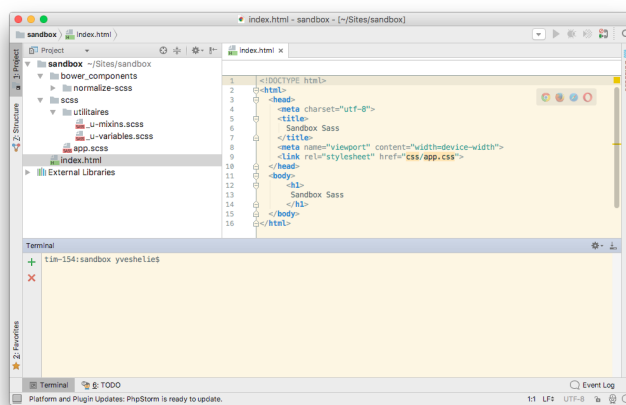 index.html - sandbox - [~/Sites/sandbox]
sandbox index.html
1: Project
2: Structure
2: Favorites
Project
index.html ×
sandbox ~/Sites/sandbox
bower_components
normalize-scss
scss
utilitaires
_u-mixins.scss
_u-variables.scss
app.scss
index.html
External Libraries
1 <!DOCTYPE html>
2 <html>
3 <head>
4 <meta charset="utf-8">
5 <title>
6 Sandbox Sass
7 </title>
8 <meta name="viewport" content="width=device-width">
9 <link rel="stylesheet" href="css/app.css">
10 </head>
11 <body>
12 <h1>
13 Sandbox Sass
14 </h1>
15 </body>
16 </html>
Terminal
tim-154:sandbox yveshelie$
Terminal 6: TODO Event Log
Platform and Plugin Updates: PhpStorm is ready to update. 1:1 LF÷ UTF-8